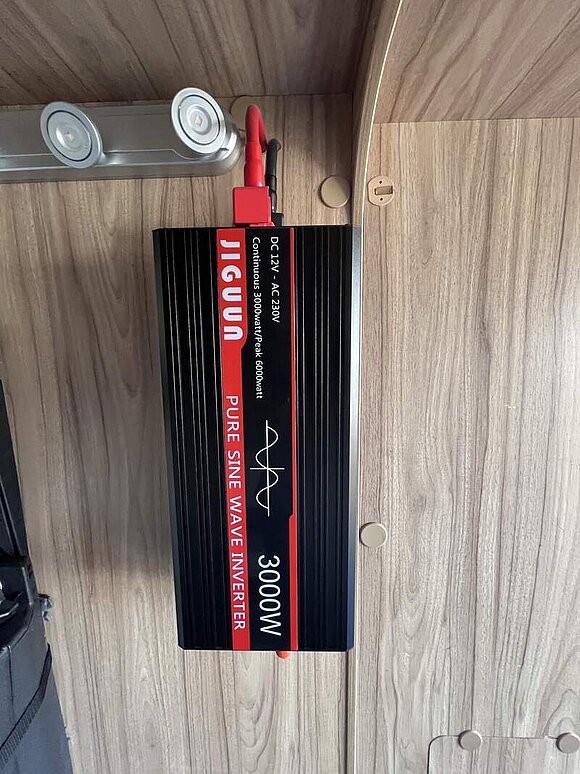 JIGUUN
PURE SINE WAVE INVERTER
DC 12V - AC 230V
Continuous 3000watt/Peak 6000watt
3000W